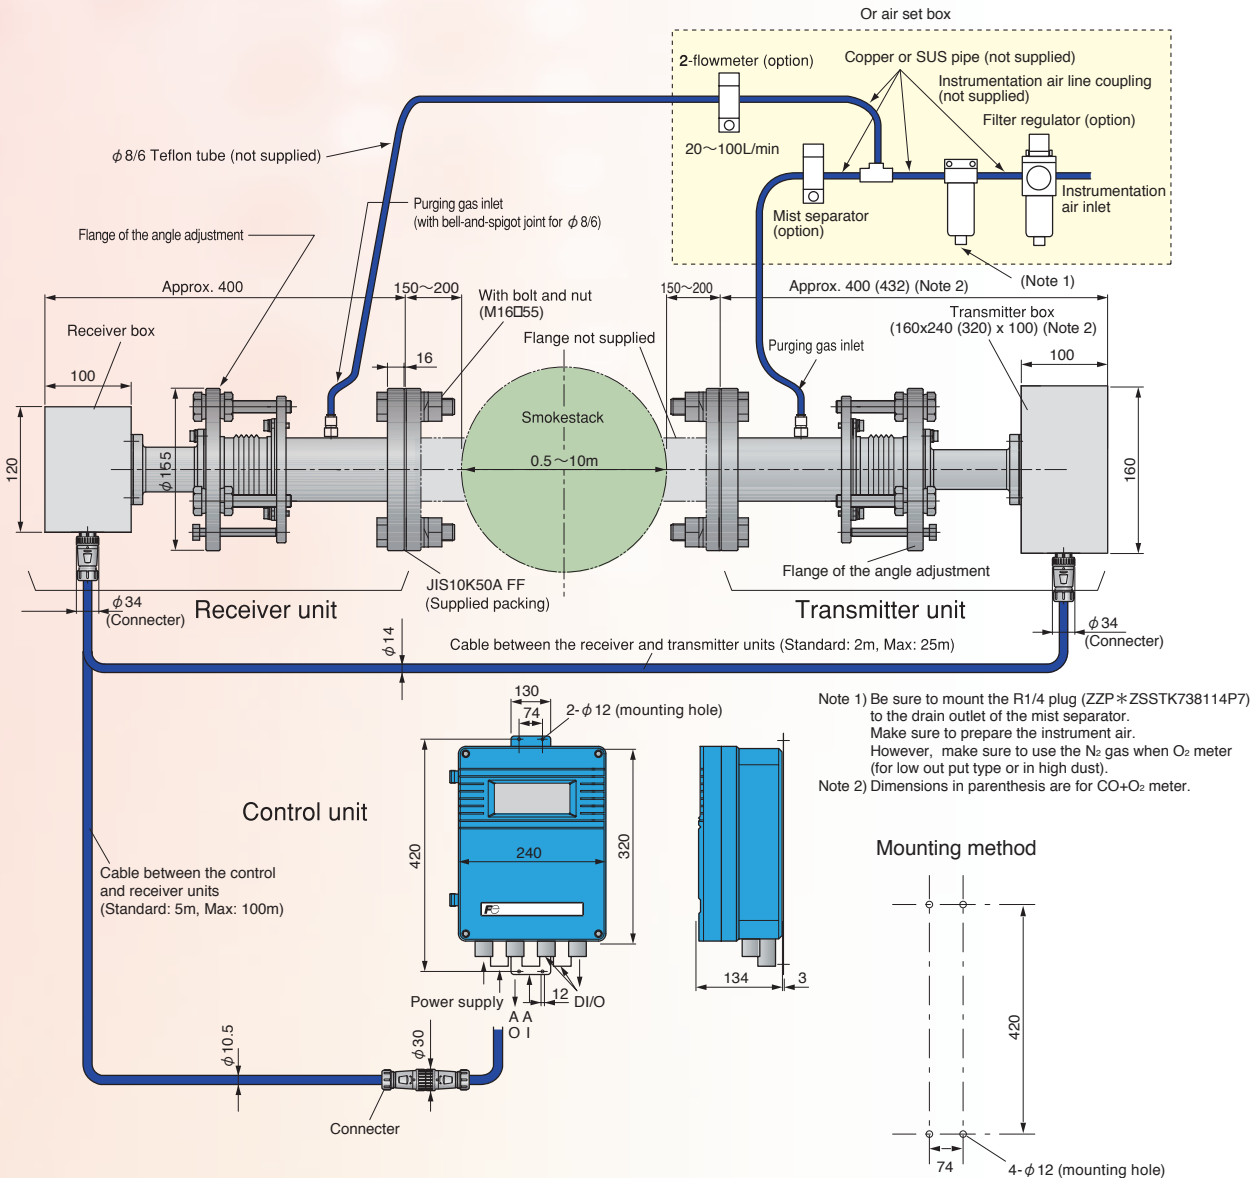 Or air set box
2-flowmeter (option)
Copper or SUS pipe (not supplied)
Instrumentation air line coupling
(not supplied)
Filter regulator (option)
φ8/6 Teflon tube (not supplied)
20～100L/min
Purging gas inlet
(with bell-and-spigot joint for φ 8/6)
Mist separator
(option)
Instrumentation
air inlet
Flange of the angle adjustment
(Note 1)
Approx. 400
150～200
With bolt and nut
(M16□55)
150～200
Approx. 400 (432) (Note 2)
Receiver box
Flange not supplied
Transmitter box
(160x240 (320) x 100) (Note 2)
Purging gas inlet
100
16
100
Smokestack
0.5～10m
120
φ155
160
Flange of the angle adjustment
JIS10K50A FF
(Supplied packing)
Receiver unit
Transmitter unit
φ34
(Connecter)
φ34
(Connecter)
φ14
Cable between the receiver and transmitter units (Standard: 2m, Max: 25m)
130
74
2-φ12 (mounting hole)
Note 1) Be sure to mount the R1/4 plug (ZZP＊ZSSTK738114P7)
to the drain outlet of the mist separator.
Make sure to prepare the instrument air.
However, make sure to use the N₂ gas when O₂ meter
(for low out put type or in high dust).
Note 2) Dimensions in parenthesis are for CO+O₂ meter.
Control unit
420
240
320
Fe
Mounting method
Cable between the control
and receiver units
(Standard: 5m, Max: 100m)
134
3
Power supply
12
DI/O
A A
O I
φ10.5
φ30
Connecter
420
74
4-φ12 (mounting hole)